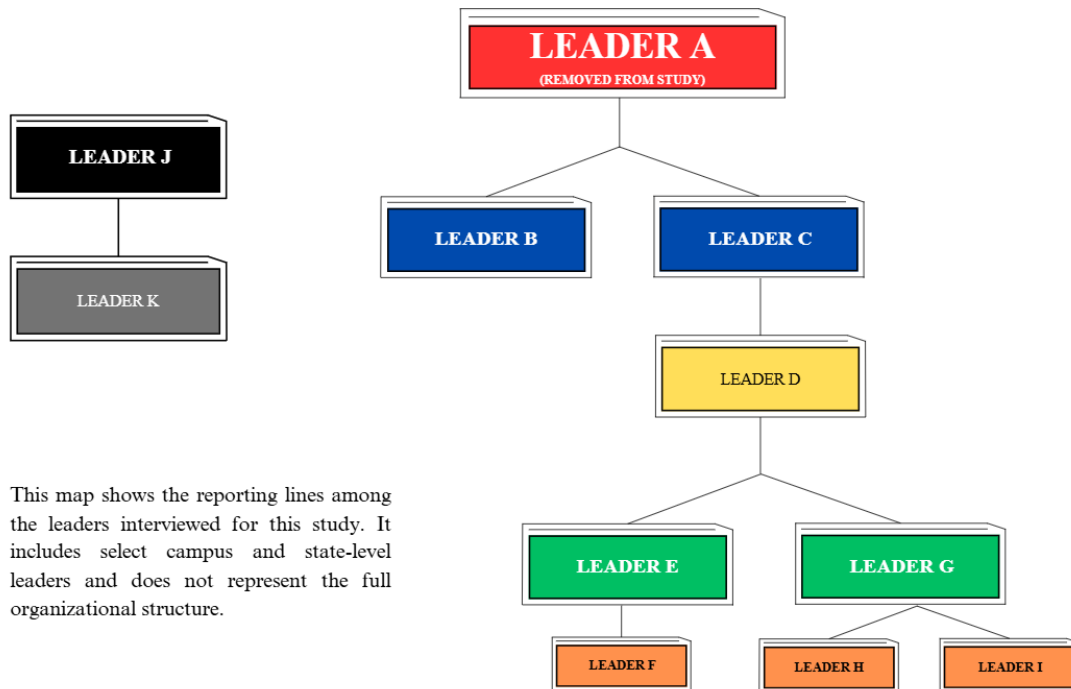 LEADER A
(REMOVED FROM STUDY)
LEADER J
LEADER B
LEADER C
LEADER K
LEADER D
This map shows the reporting lines among
the leaders interviewed for this study. It
includes select campus and state-level
leaders and does not represent the full
organizational structure.
LEADER E
LEADER G
LEADER F
LEADER H
LEADER I